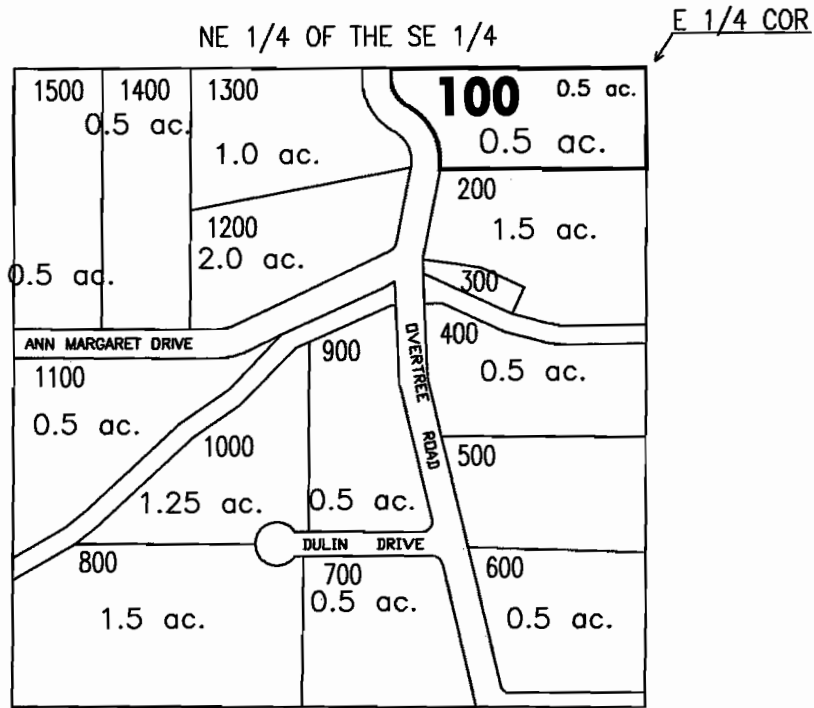 E 1/4 COR
NE 1/4 OF THE SE 1/4
1500 1400 1300 100 0.5 ac.
0.5 ac.
1.0 ac.
0.5 ac.
200
1.5 ac.
1200
2.0 ac.
0.5 ac.
300
ANN MARGARET DRIVE
OVERTREE ROAD
400
0.5 ac.
900
1100
0.5 ac.
1000
500
1.25 ac.
0.5 ac.
DULIN DRIVE
800
1.5 ac.
700
0.5 ac.
600
0.5 ac.